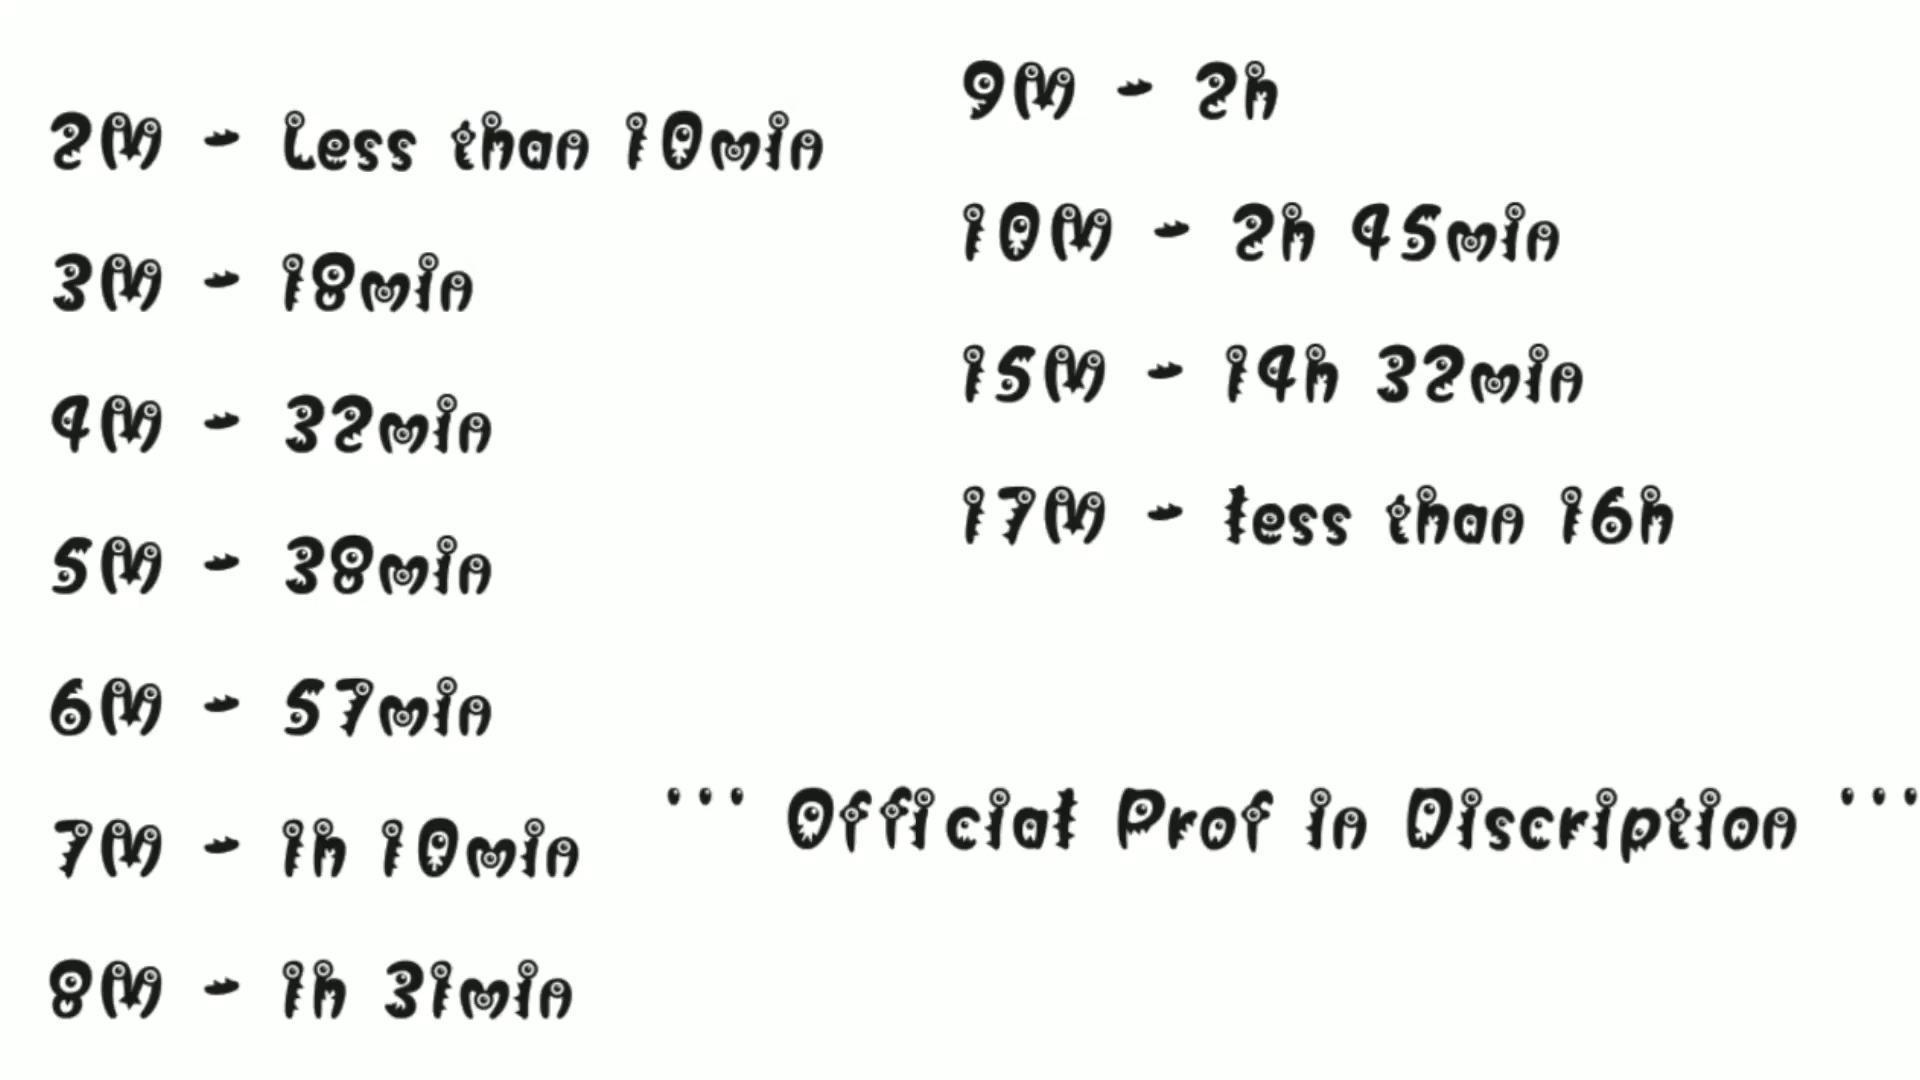 2M - Less than 10min
3M - 18min
4M - 32min
5M - 38min
6M - 57min
7M - 1h 10min
8M - 1h 31min
9M - 2h
10M - 2h 45min
15M - 14h 32min
17M - less than 16h
''' Official Prof in Discription '''